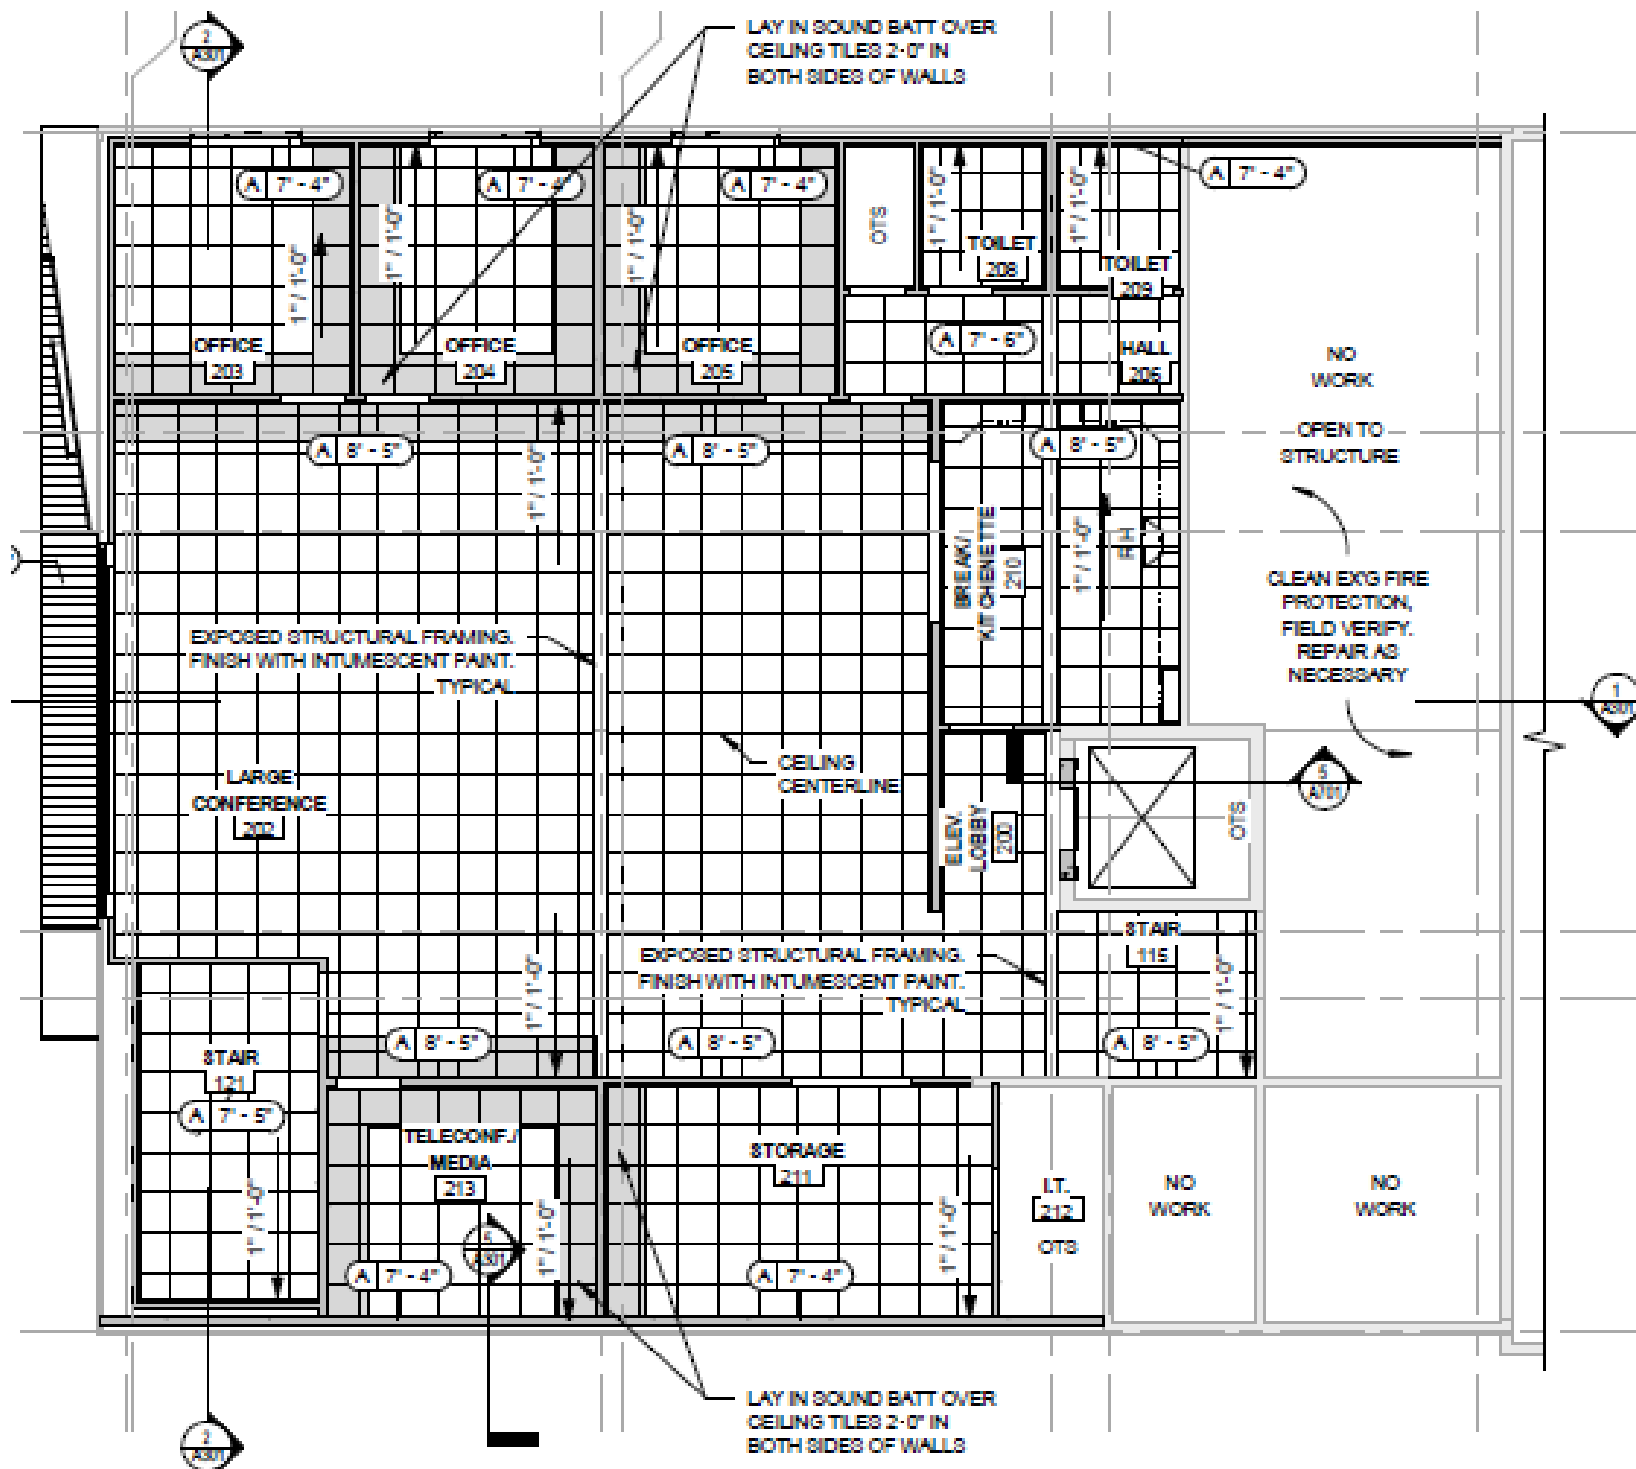 2
A301
LAY IN SOUND BATT OVER
CEILING TILES 2'-0" IN
BOTH SIDES OF WALLS
A 7'-4"
A 7'-4"
A 7'-4"
A 7'-4"
1" / 1'-0"
1" / 1'-0"
1" / 1'-0"
1" / 1'-0"
1" / 1'-0"
OTS
TOILET
208
TOILET
209
OFFICE
203
OFFICE
204
OFFICE
205
A 7'-6"
HALL
206
NO
WORK
OPEN TO
STRUCTURE
A 8'-5"
A 8'-5"
A 8'-5"
1" / 1'-0"
BREAK/
KITCHENETTE
210
1" / 1'-0"
CLEAN EX'G FIRE
PROTECTION,
FIELD VERIFY.
REPAIR AS
NECESSARY
EXPOSED STRUCTURAL FRAMING.
FINISH WITH INTUMESCENT PAINT.
TYPICAL
1
A301
CEILING
CENTERLINE
LARGE
CONFERENCE
202
ELEV.
LOBBY
200
OTS
5
A701
STAIR
115
EXPOSED STRUCTURAL FRAMING.
FINISH WITH INTUMESCENT PAINT.
TYPICAL
1" / 1'-0"
1" / 1'-0"
A 8'-5"
A 8'-5"
A 8'-5"
STAIR
121
A 7'-5"
1" / 1'-0"
TELECONF./
MEDIA
213
5
A301
1" / 1'-0"
A 7'-4"
STORAGE
211
A 7'-4"
1" / 1'-0"
LT.
212
OTS
NO
WORK
NO
WORK
LAY IN SOUND BATT OVER
CEILING TILES 2'-0" IN
BOTH SIDES OF WALLS
2
A301